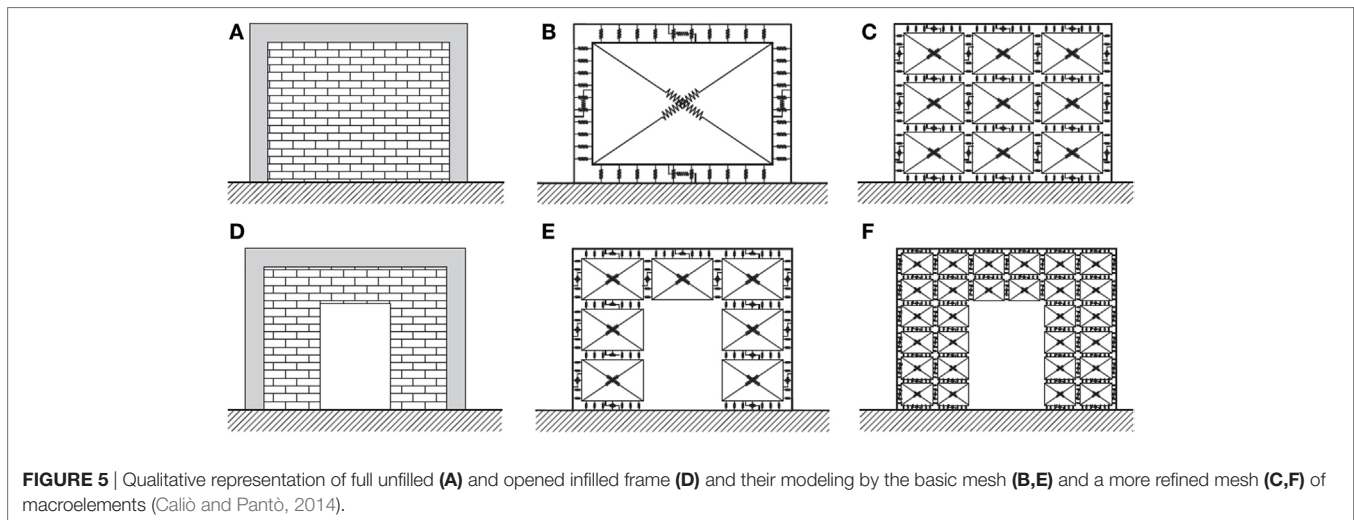 A
B
C
D
E
F
FIGURE 5 | Qualitative representation of full unfilled (A) and opened infilled frame (D) and their modeling by the basic mesh (B,E) and a more refined mesh (C,F) of
macroelements (Caliò and Pantò, 2014).